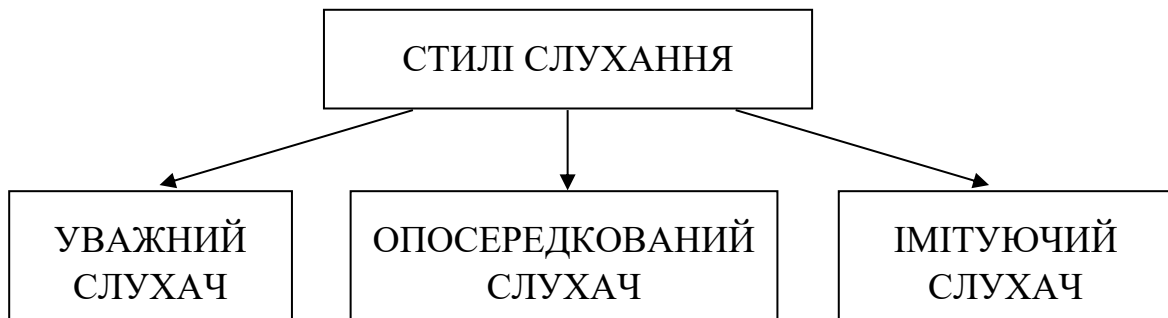 СТИЛІ СЛУХАННЯ
УВАЖНИЙ
СЛУХАЧ
ОПОСЕРЕДКОВАНИЙ
СЛУХАЧ
ІМІТУЮЧИЙ
СЛУХАЧ